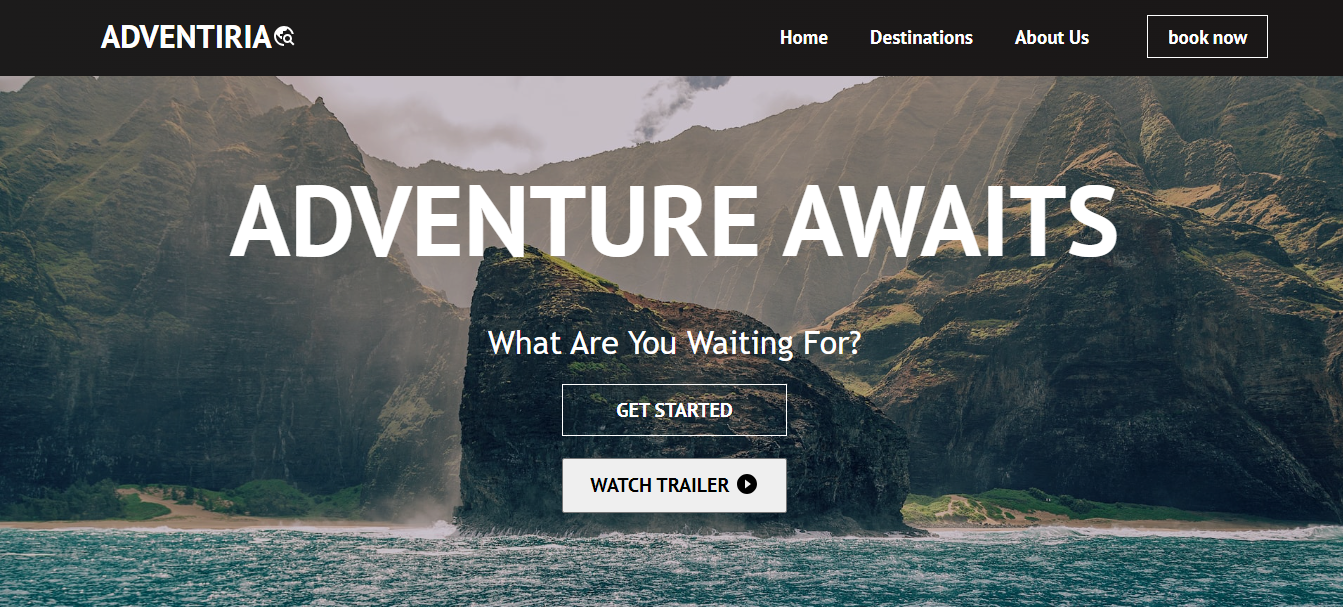 ADVENTIRIA
Home
Destinations
About Us
book now
ADVENTURE AWAITS
What Are You Waiting For?
GET STARTED
WATCH TRAILER